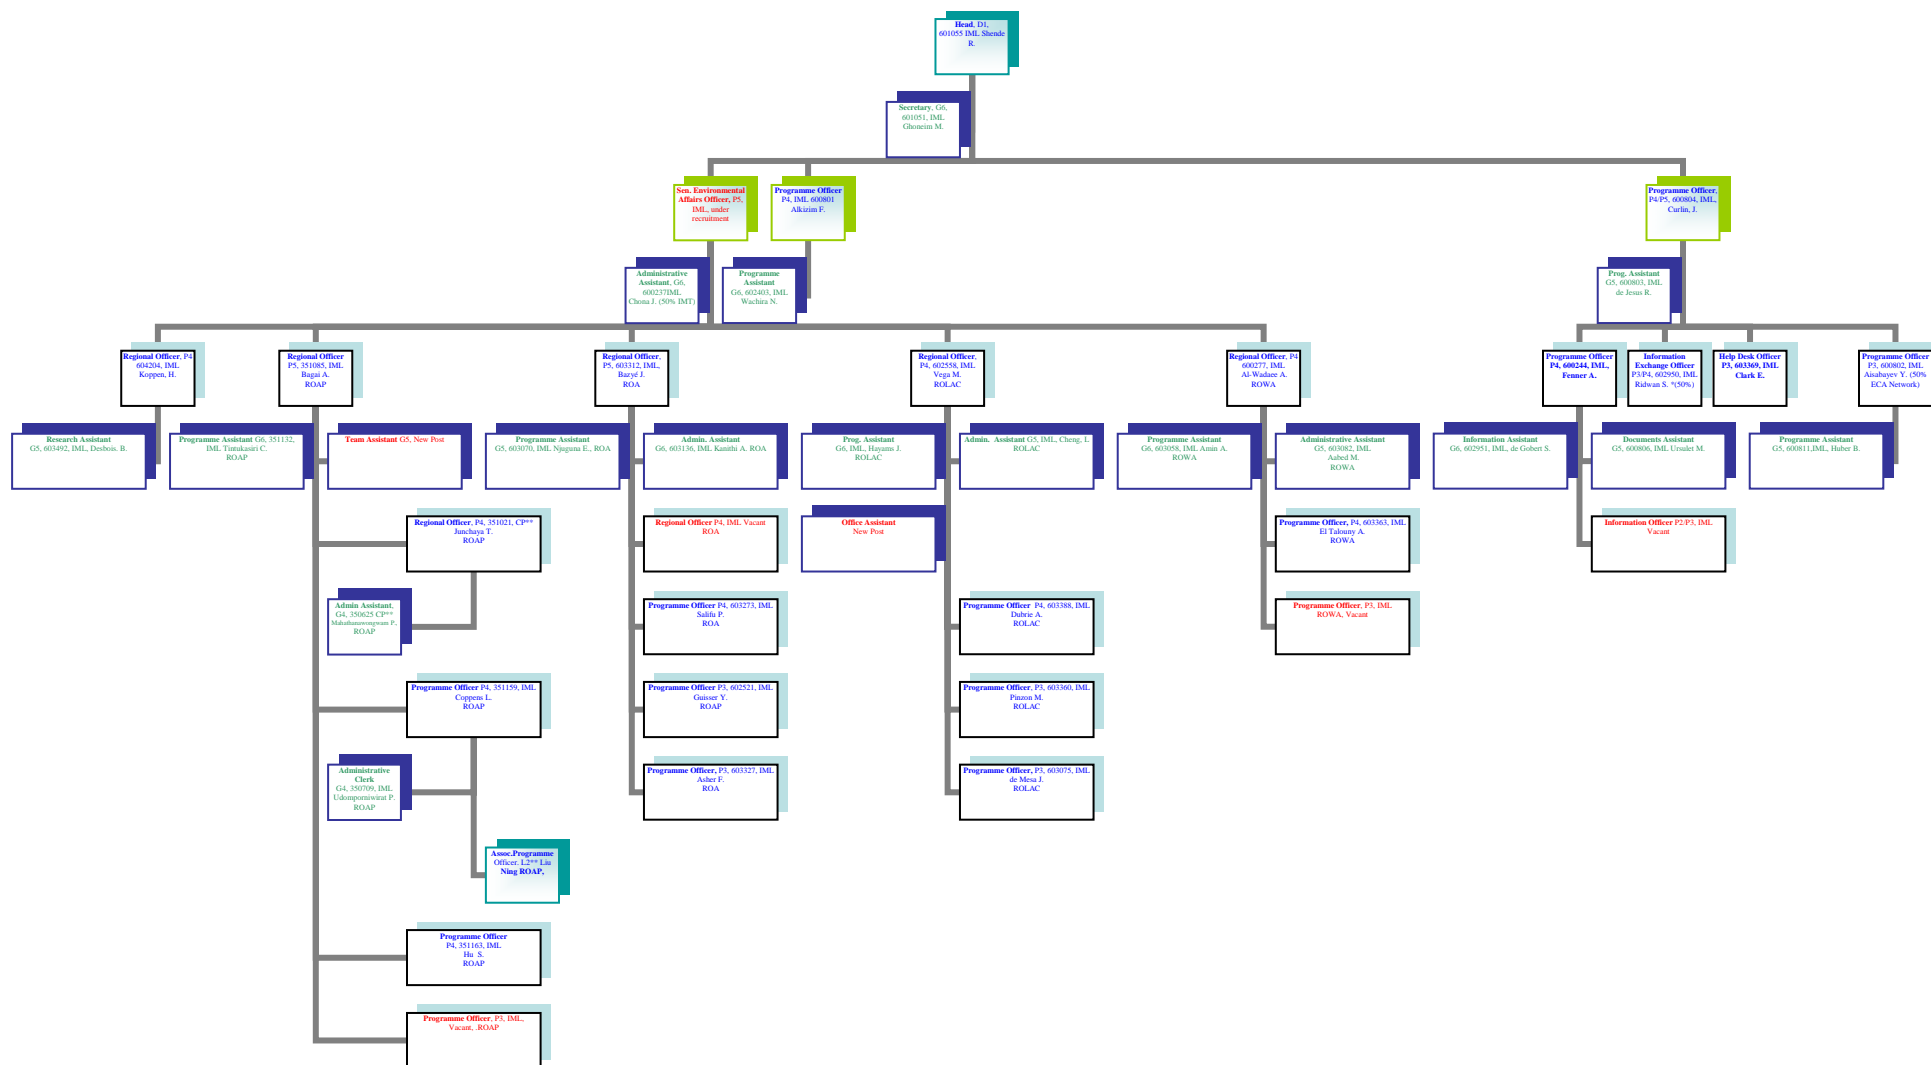 Head, D1,
601055 IML Shende
R.
Secretary, G6,
601051, IML
Ghoneim M.
Sen. Environmental
Affairs Officer, P5,
IML, under
recruitment
Programme Officer
P4, IML 600801
Alkizim F.
Programme Officer,
P4/P5, 600804, IML,
Curlin, J.
Administrative
Assistant, G6,
600237IML
Chona J. (50% IMT)
Programme
Assistant
G6, 602403, IML
Wachira N.
Prog. Assistant
G5, 600803, IML
de Jesus R.
Regional Officer, P4
604204, IML
Koppen, H.
Regional Officer
P5, 351085, IML
Bagai A.
ROAP
Regional Officer,
P5, 603312, IML,
Bazyé J.
ROA
Regional Officer,
P4, 602558, IML
Vega M.
ROLAC
Regional Officer, P4
600277, IML
Al-Wadaee A.
ROWA
Programme Officer
P4, 600244, IML,
Fenner A.
Information
Exchange Officer
P3/P4, 602950, IML
Ridwan S. *(50%)
Help Desk Officer
P3, 603369, IML
Clark E.
Programme Officer
P3, 600802, IML
Aisabayev Y. (50%
ECA Network)
Research Assistant
G5, 603492, IML, Desbois. B.
Programme Assistant G6, 351132,
IML Tintukasiri C.
ROAP
Team Assistant G5, New Post
Programme Assistant
G5, 603070, IML Njuguna E., ROA
Admin. Assistant
G6, 603136, IML Kanithi A. ROA
Prog. Assistant
G6, IML, Hayams J.
ROLAC
Admin. Assistant G5, IML, Cheng, L
ROLAC
Programme Assistant
G6, 603058, IML Amin A.
ROWA
Administrative Assistant
G5, 603082, IML
Aabed M.
ROWA
Information Assistant
G6, 602951, IML, de Gobert S.
Documents Assistant
G5, 600806, IML Ursulet M.
Programme Assistant
G5, 600811,IML, Huber B.
Regional Officer, P4, 351021, CP**
Junchaya T.
ROAP
Regional Officer P4, IML Vacant
ROA
Office Assistant
New Post
Programme Officer, P4, 603363, IML
El Talouny A.
ROWA
Information Officer P2/P3, IML
Vacant
Admin Assistant,
G4, 350625 CP**
Mahathanawongwam P.,
ROAP
Programme Officer P4, 603273, IML
Salifu P.
ROA
Programme Officer P4, 603388, IML
Dubrie A.
ROLAC
Programme Officer, P3, IML
ROWA, Vacant
Programme Officer P4, 351159, IML
Coppens L.
ROAP
Programme Officer P3, 602521, IML
Guisser Y.
ROAP
Programme Officer, P3, 603360, IML
Pinzon M.
ROLAC
Administrative
Clerk
G4, 350709, IML
Udomporniwirat P.
ROAP
Programme Officer, P3, 603327, IML
Asher F.
ROA
Programme Officer, P3, 603075, IML
de Mesa J.
ROLAC
Assoc.Programme
Officer. L2** Liu
Ning ROAP,
Programme Officer
P4, 351163, IML
Hu S.
ROAP
Programme Officer, P3, IML,
Vacant, .ROAP